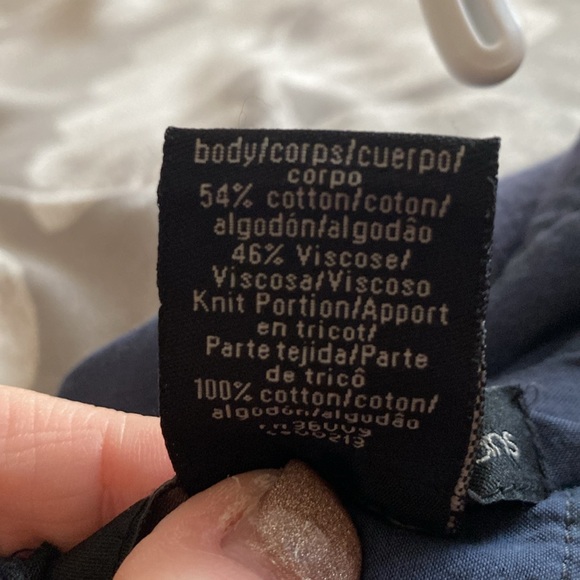 body/corps/cuerpo/
corpo
54% cotton/coton/
algodón/algodão
46% Viscose/
Viscosa/Viscoso
Knit Portion/Apport
en tricot/
Parte tejida/Parte
de tricô
100% cotton/coton/
algodón/algodão